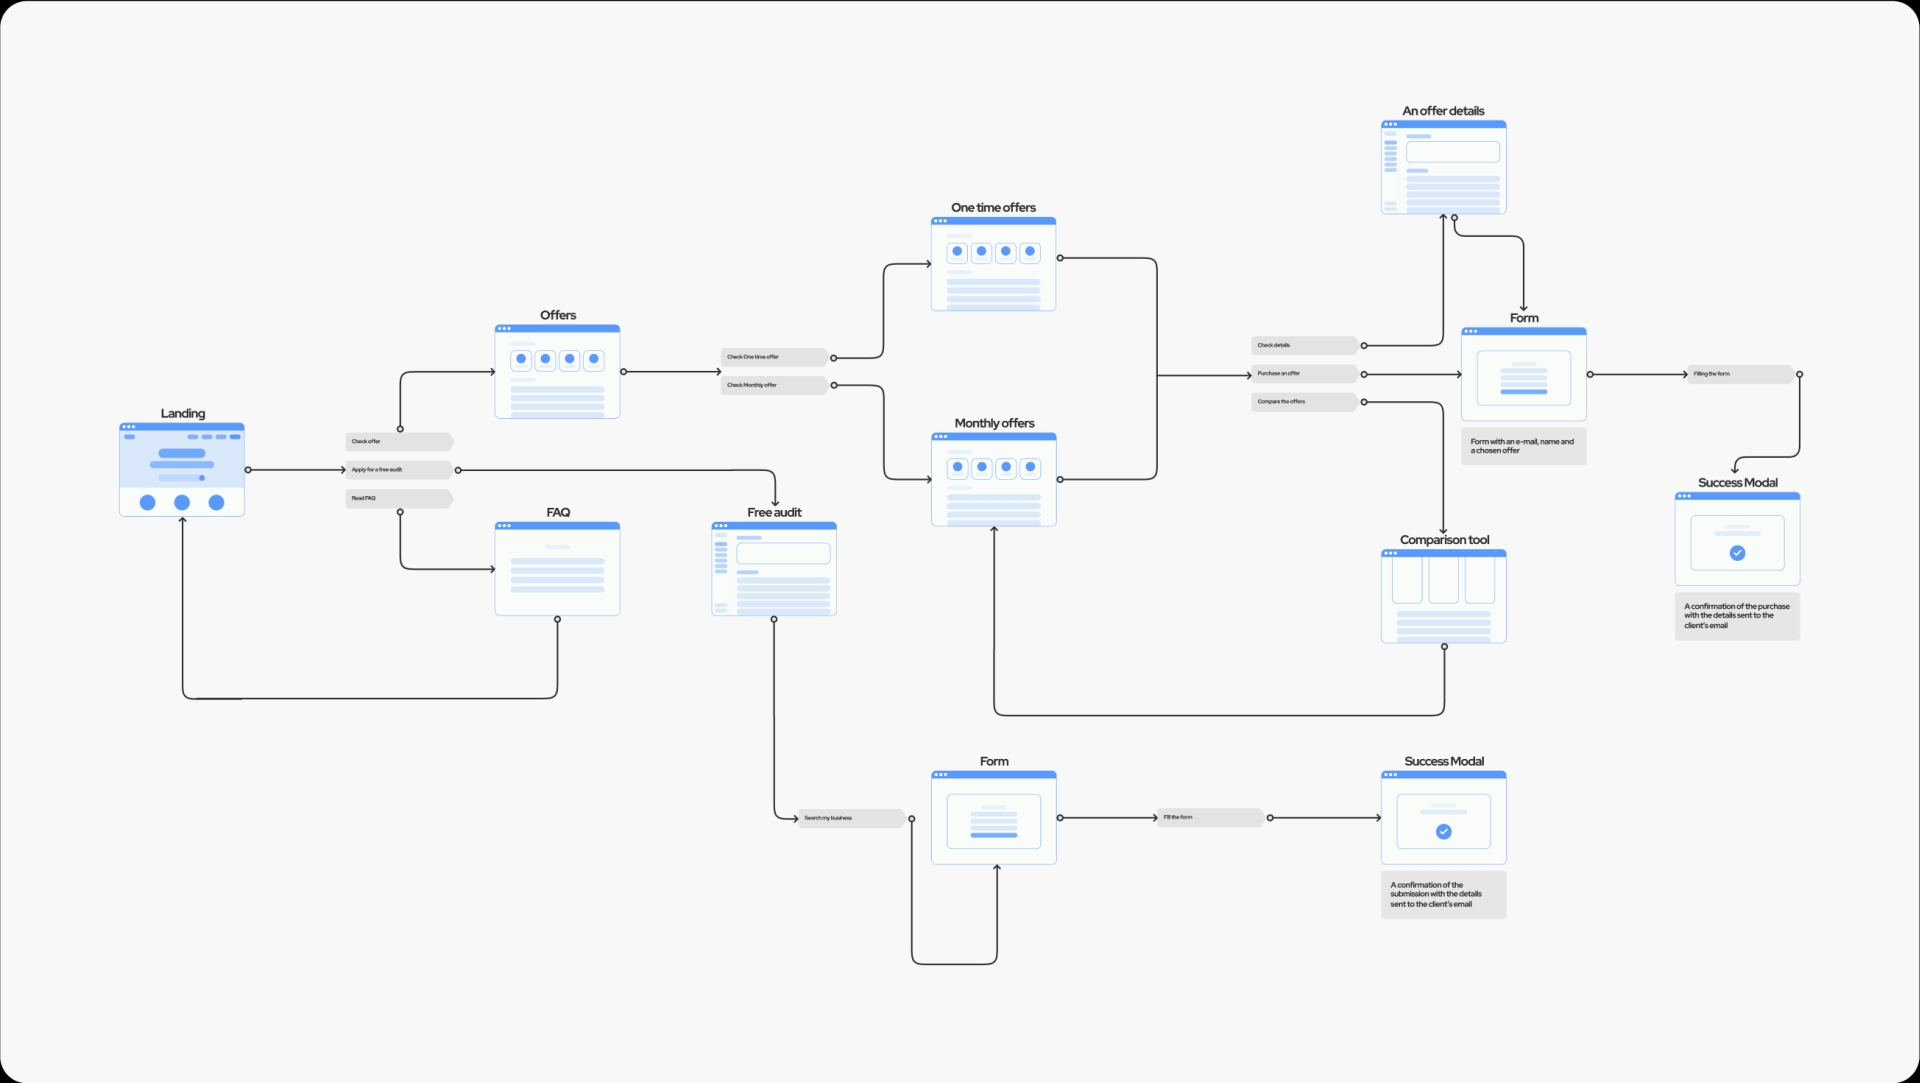 An offer details
One time offers
Offers
Form
Check One time offer
Check Monthly offer
Check details
Purchase an offer
Compare the offers
Filling the form
Landing
Monthly offers
Check offer
Apply for a free audit
Read FAQ
Form with an e-mail, name and
a chosen offer
Success Modal
FAQ
Free audit
Comparison tool
A confirmation of the purchase
with the details sent to the
client's email
Form
Success Modal
Search my business
Fill the form
A confirmation of the
submission with the details
sent to the client's email